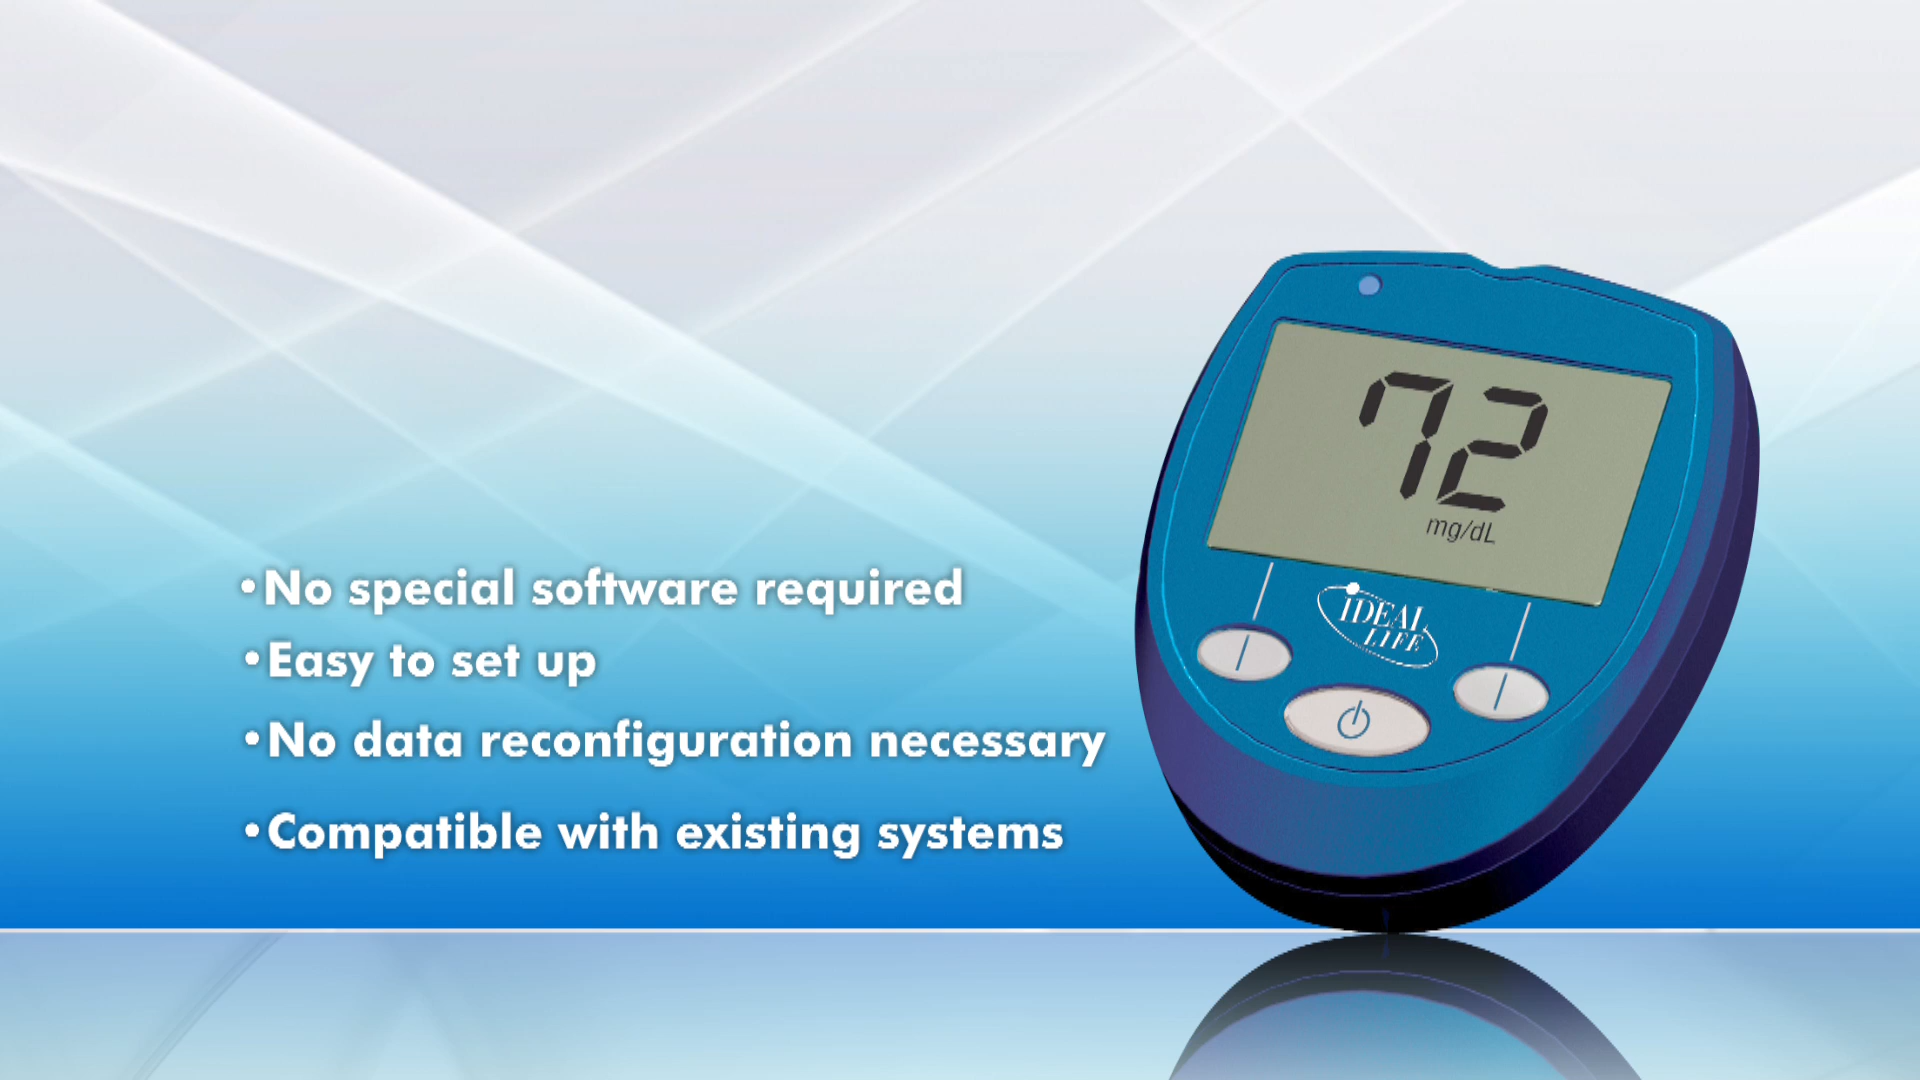 •No special software required
•Easy to set up
•No data reconfiguration necessary
•Compatible with existing systems
72
mg/dL
IDEAL
LIFE